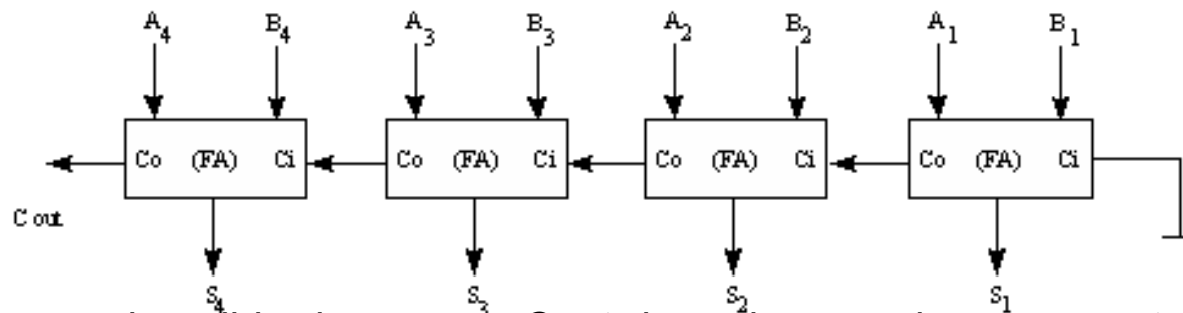 A4 B4 A3 B3 A2 B2 A1 B1
Co (FA) Ci Co (FA) Ci Co (FA) Ci Co (FA) Ci
C out
S4 S3 S2 S1